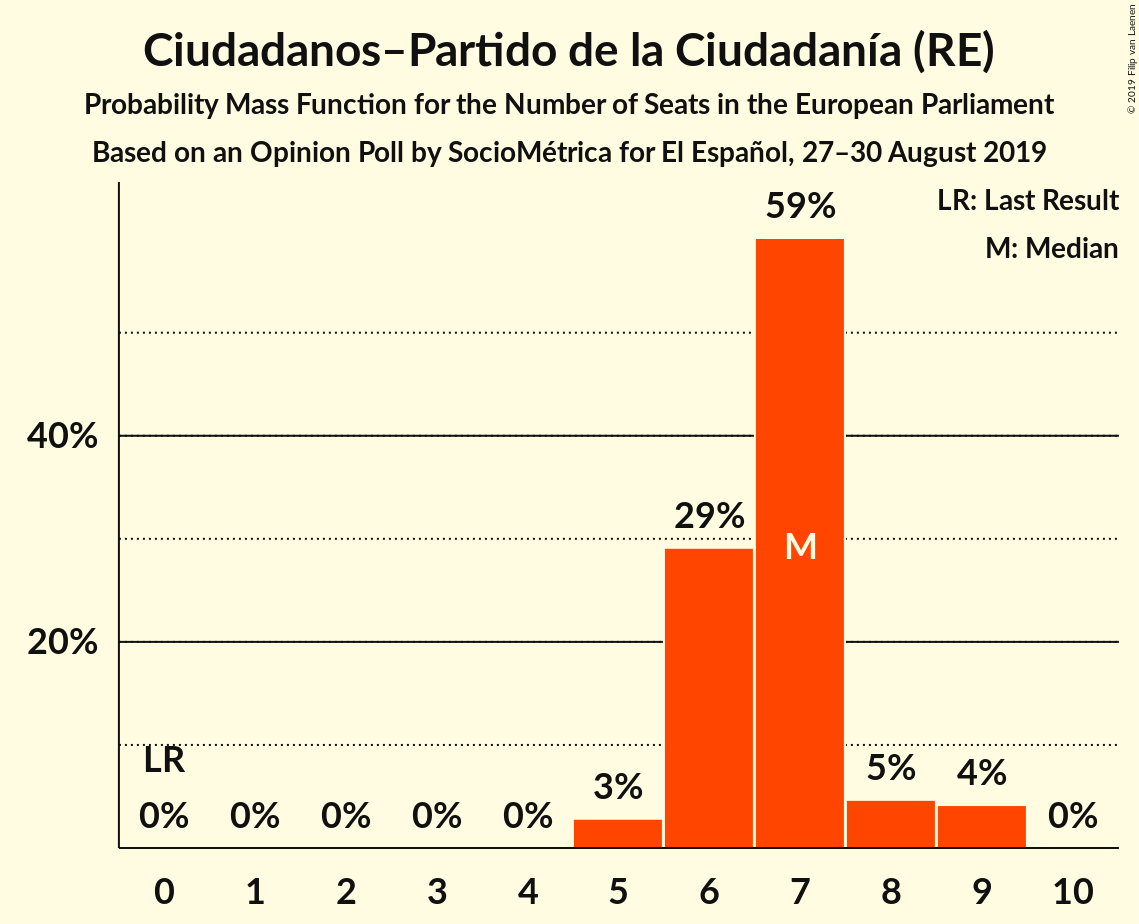 Ciudadanos–Partido de la Ciudadanía (RE)
Probability Mass Function for the Number of Seats in the European Parliament
Based on an Opinion Poll by SocioMétrica for El Español, 27–30 August 2019
© 2019 Filip van Laenen
LR: Last Result
M: Median
59%
40%
29%
M
20%
LR
0% 0% 0% 0% 0% 3% 5% 4% 0%
0 1 2 3 4 5 6 7 8 9 10